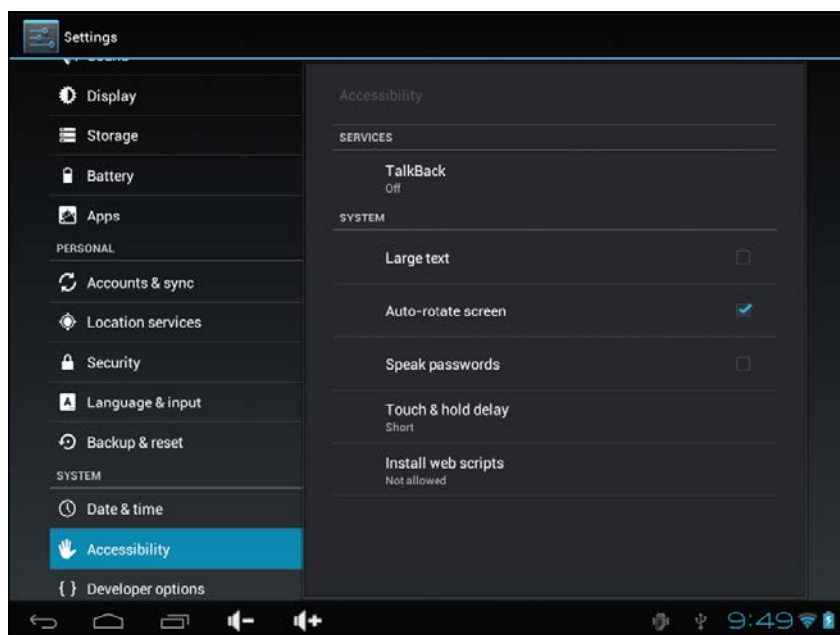 Settings
Display
Storage
Battery
Apps
PERSONAL
Accounts & sync
Location services
Security
Language & input
Backup & reset
SYSTEM
Date & time
Accessibility
{ } Developer options
Accessibility
SERVICES
TalkBack
Off
SYSTEM
Large text
Auto-rotate screen
Speak passwords
Touch & hold delay
Short
Install web scripts
Not allowed
9:49